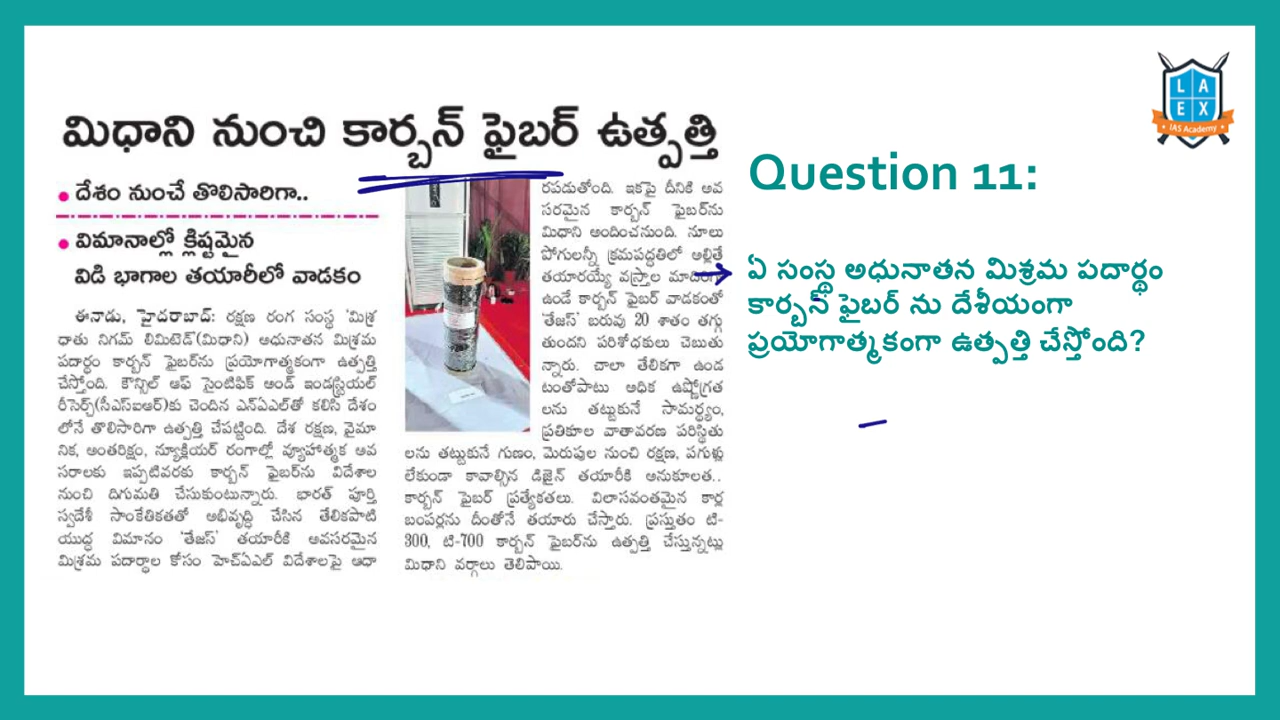 మిధాని నుంచి కార్బన్ ఫైబర్ ఉత్పత్తి
• దేశం నుంచే తొలిసారిగా..
• విమానాల్లో క్లిష్టమైన
విడి భాగాల తయారీలో వాడకం
ఈనాడు, హైదరాబాద్: రక్షణ రంగ సంస్థ 'మిశ్ర
ధాతు నిగమ్ లిమిటెడ్'(మిధాని) అధునాతన మిశ్రమ
పదార్థం కార్బన్ ఫైబర్‌ను ప్రయోగాత్మకంగా ఉత్పత్తి
చేస్తోంది. కౌన్సిల్ ఆఫ్ సైంటిఫిక్ అండ్ ఇండస్ట్రియల్
రీసెర్చ్(సీఎస్ఐఆర్)కు చెందిన ఎన్ఏఎల్‌తో కలిసి దేశం
లోనే తొలిసారిగా ఉత్పత్తి చేపట్టింది. దేశ రక్షణ, వైమా
నిక, అంతరిక్షం, న్యూక్లియర్ రంగాల్లో వ్యూహాత్మక అవ
సరాలకు ఇప్పటివరకు కార్బన్ ఫైబర్‌ను విదేశాల
నుంచి దిగుమతి చేసుకుంటున్నారు. భారత్ పూర్తి
స్వదేశీ సాంకేతికతతో అభివృద్ధి చేసిన తేలికపాటి
యుద్ధ విమానం 'తేజస్' తయారీకి అవసరమైన
మిశ్రమ పదార్థాల కోసం హెచ్ఏఎల్ విదేశాలపై ఆధా
రపడుతోంది. ఇకపై దీనికి అవ
సరమైన కార్బన్ ఫైబర్‌ను
మిధాని అందించనుంది. నూలు
పోగులన్నీ క్రమపద్ధతిలో అల్లితే
తయారయ్యే వస్త్రాల మాదిరిగా
ఉండే కార్బన్ ఫైబర్ వాడకంతో
'తేజస్' బరువు 20 శాతం తగ్గు
తుందని పరిశోధకులు చెబుతు
న్నారు. చాలా తేలికగా ఉండ
టంతోపాటు అధిక ఉష్ణోగ్రత
లను తట్టుకునే సామర్థ్యం,
ప్రతికూల వాతావరణ పరిస్థితు
లను తట్టుకునే గుణం, మెరుపుల నుంచి రక్షణ, పగుళ్లు
లేకుండా కావాల్సిన డిజైన్ తయారీకి అనుకూలత..
కార్బన్ ఫైబర్ ప్రత్యేకతలు. విలాసవంతమైన కార్ల
బంపర్లను దీంతోనే తయారు చేస్తారు. ప్రస్తుతం టి-
300, టి-700 కార్బన్ ఫైబర్‌ను ఉత్పత్తి చేస్తున్నట్లు
మిధాని వర్గాలు తెలిపాయి.
L A
E X
IAS Academy
Question 11:
ఏ సంస్థ అధునాతన మిశ్రమ పదార్థం
కార్బన్ ఫైబర్ ను దేశీయంగా
ప్రయోగాత్మకంగా ఉత్పత్తి చేస్తోంది?